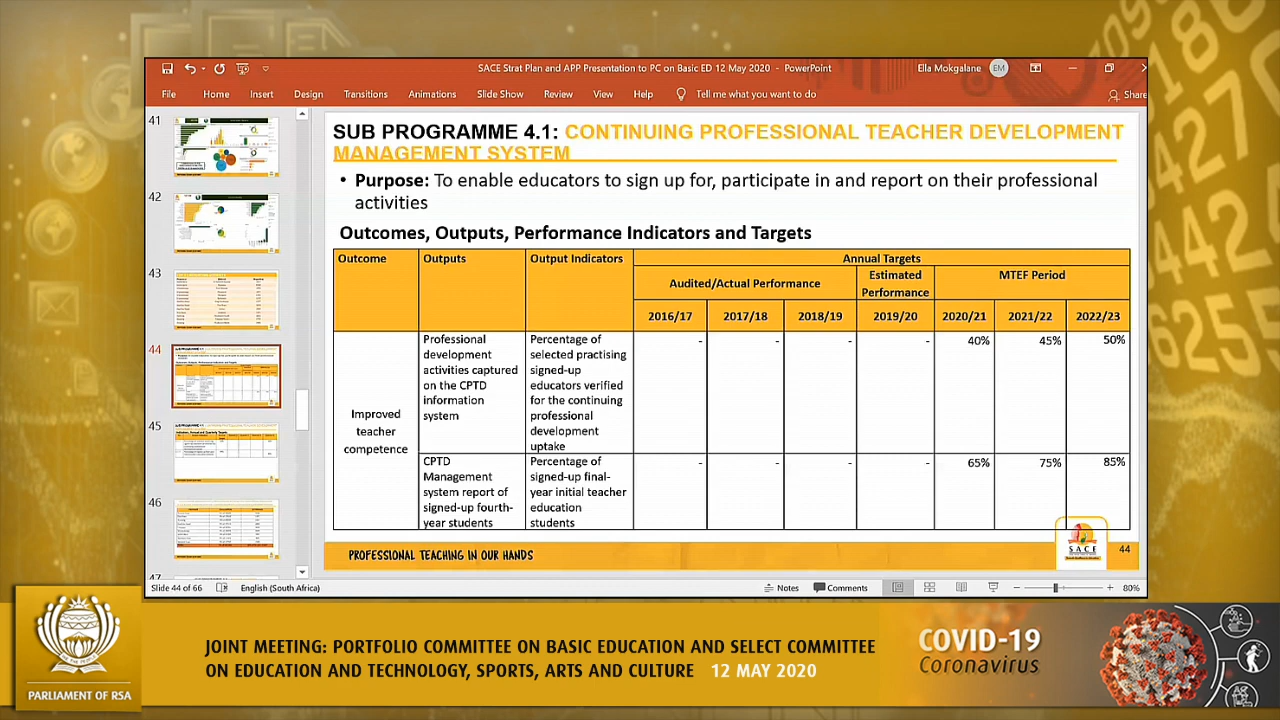 SACE Strat Plan and APP Presentation to PC on Basic ED 12 May 2020 - PowerPoint
Ella Mokgalane
EM
File Home Insert Design Transitions Animations Slide Show Review View Help Tell me what you want to do
Share
41
42
43
44
45
46
47
SUB PROGRAMME 4.1: CONTINUING PROFESSIONAL TEACHER DEVELOPMENT
MANAGEMENT SYSTEM
• Purpose: To enable educators to sign up for, participate in and report on their professional
activities
Outcomes, Outputs, Performance Indicators and Targets
Outcome
Outputs
Output Indicators
Annual Targets
Audited/Actual Performance
Estimated
Performance
MTEF Period
2016/17 2017/18 2018/19 2019/20 2020/21 2021/22 2022/23
Improved
teacher
competence
Professional
development
activities captured
on the CPTD
information
system
Percentage of
selected practising
signed-up
educators verified
for the continuing
professional
development
uptake
- - - - 40% 45% 50%
CPTD
Management
system report of
signed-up fourth-
year students
Percentage of
signed-up final-
year initial teacher
education
students
- - - - 65% 75% 85%
PROFESSIONAL TEACHING IN OUR HANDS
SACE
44
Slide 44 of 66
English (South Africa)
Notes
Comments
80%
PARLIAMENT OF RSA
JOINT MEETING: PORTFOLIO COMMITTEE ON BASIC EDUCATION AND SELECT COMMITTEE
ON EDUCATION AND TECHNOLOGY, SPORTS, ARTS AND CULTURE 12 MAY 2020
COVID-19
Coronavirus